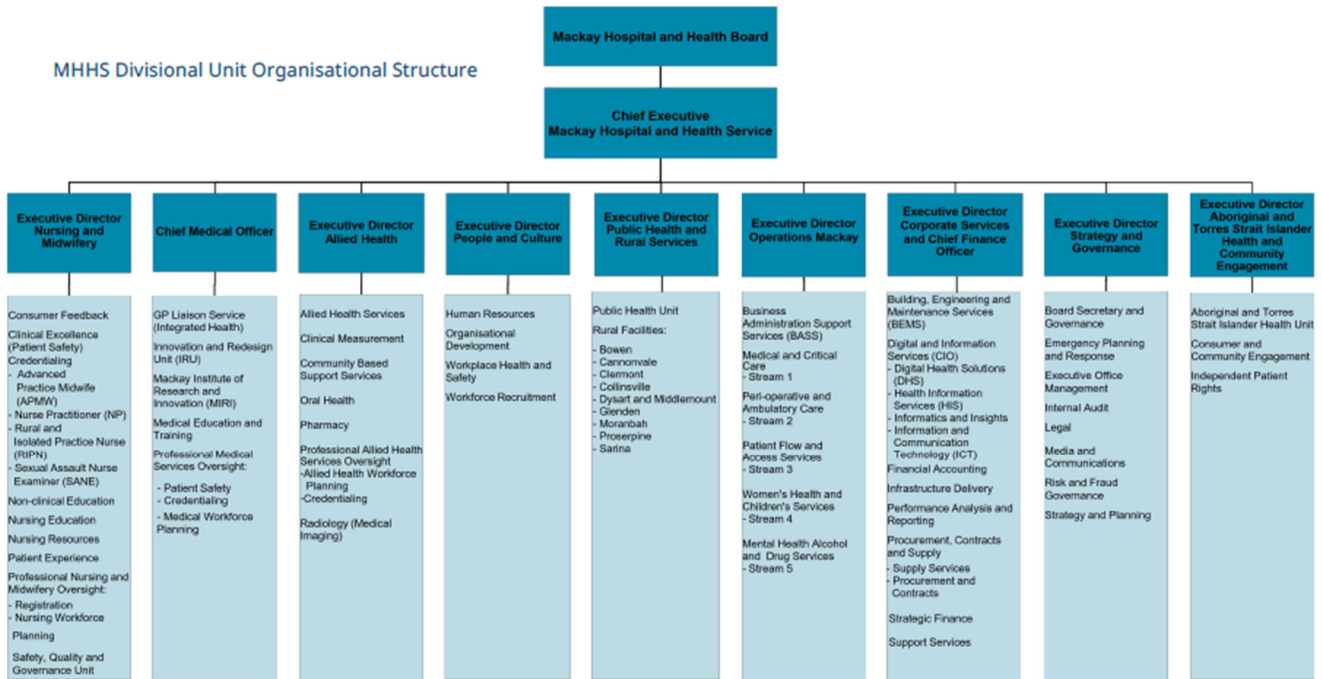 Mackay Hospital and Health Board
MHHS Divisional Unit Organisational Structure
Chief Executive
Mackay Hospital and Health Service
Executive Director
Nursing and
Midwifery
Chief Medical Officer
Executive Director
Allied Health
Executive Director
People and Culture
Executive Director
Public Health and
Rural Services
Executive Director
Operations Mackay
Executive Director
Corporate Services
and Chief Finance
Officer
Executive Director
Strategy and
Governance
Executive Director
Aboriginal and
Torres Strait Islander
Health and
Community
Engagement
Consumer Feedback
Clinical Excellence
(Patient Safety)
Credentialing
- Advanced
Practice Midwife
(APMW)
- Nurse Practitioner (NP)
- Rural and
Isolated Practice Nurse
(RIPN)
- Sexual Assault Nurse
Examiner (SANE)
Non-clinical Education
Nursing Education
Nursing Resources
Patient Experience
Professional Nursing and
Midwifery Oversight:
- Registration
- Nursing Workforce
Planning
Safety, Quality and
Governance Unit
GP Liaison Service
(Integrated Health)
Innovation and Redesign
Unit (IRU)
Mackay Institute of
Research and
Innovation (MIRI)
Medical Education and
Training
Professional Medical
Services Oversight:
- Patient Safety
- Credentialing
- Medical Workforce
Planning
Allied Health Services
Clinical Measurement
Community Based
Support Services
Oral Health
Pharmacy
Professional Allied Health
Services Oversight
-Allied Health Workforce
Planning
-Credentialing
Radiology (Medical
Imaging)
Human Resources
Organisational
Development
Workplace Health and
Safety
Workforce Recruitment
Public Health Unit
Rural Facilities:
- Bowen
- Cannonvale
- Clermont
- Collinsville
- Dysart and Middlemount
- Glenden
- Moranbah
- Proserpine
- Sarina
Business
Administration Support
Services (BASS)
Medical and Critical
Care
- Stream 1
Peri-operative and
Ambulatory Care
- Stream 2
Patient Flow and
Access Services
- Stream 3
Women's Health and
Children's Services
- Stream 4
Mental Health Alcohol
and Drug Services
- Stream 5
Building, Engineering and
Maintenance Services
(BEMS)
Digital and Information
Services (CIO)
- Digital Health Solutions
(DHS)
- Health Information
Services (HIS)
- Informatics and Insights
- Information and
Communication
Technology (ICT)
Financial Accounting
Infrastructure Delivery
Performance Analysis and
Reporting
Procurement, Contracts
and Supply
- Supply Services
- Procurement and
Contracts
Strategic Finance
Support Services
Board Secretary and
Governance
Emergency Planning
and Response
Executive Office
Management
Internal Audit
Legal
Media and
Communications
Risk and Fraud
Governance
Strategy and Planning
Aboriginal and Torres
Strait Islander Health Unit
Consumer and
Community Engagement
Independent Patient
Rights